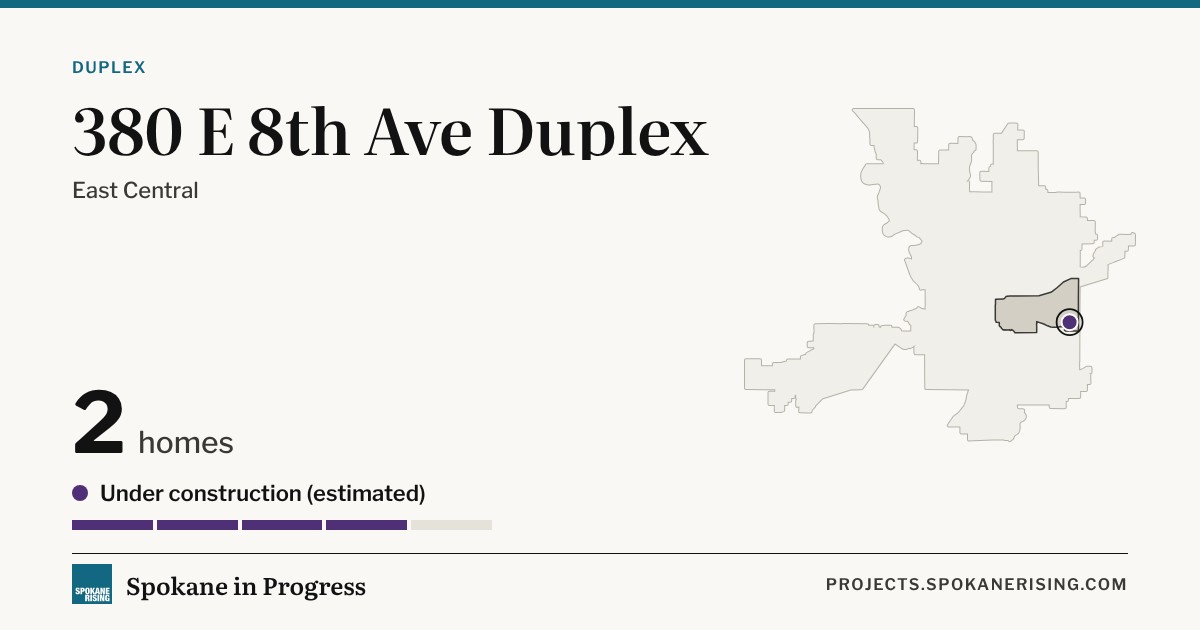 DUPLEX
380 E 8th Ave Duplex
East Central
2 homes
Under construction (estimated)
SPOKANE
RISING
Spokane in Progress
PROJECTS.SPOKANERISING.COM